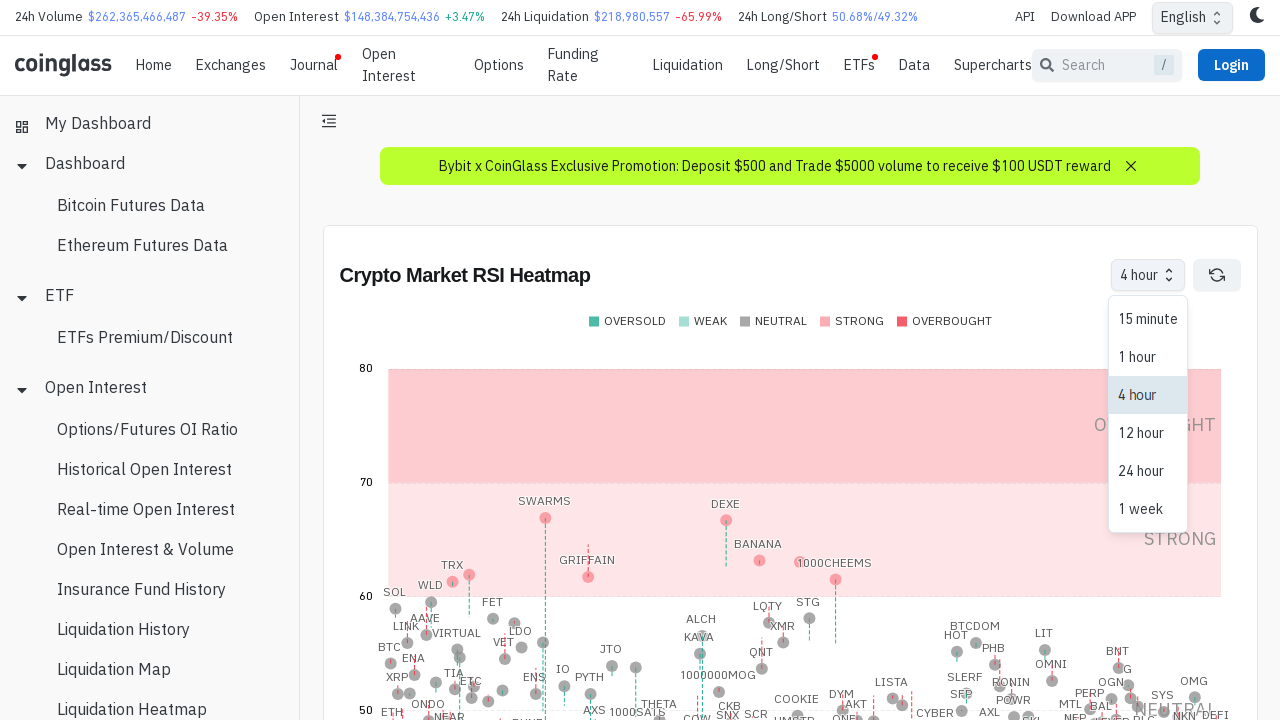 24h Volume $262,365,466,487 -39.35% Open Interest $148,384,754,436 +3.47% 24h Liquidation $218,980,557 -65.99% 24h Long/Short 50.68%/49.32% API Download APP English
coinglass Home Exchanges Journal Open Interest Options Funding Rate Liquidation Long/Short ETFs Data Supercharts Search / Login
My Dashboard
Dashboard
Bitcoin Futures Data
Ethereum Futures Data
ETF
ETFs Premium/Discount
Open Interest
Options/Futures OI Ratio
Historical Open Interest
Real-time Open Interest
Open Interest & Volume
Insurance Fund History
Liquidation History
Liquidation Map
Liquidation Heatmap
Bybit x CoinGlass Exclusive Promotion: Deposit $500 and Trade $5000 volume to receive $100 USDT reward
Crypto Market RSI Heatmap
4 hour
15 minute
1 hour
4 hour
12 hour
24 hour
1 week
OVERSOLD WEAK NEUTRAL STRONG OVERBOUGHT
80
70
SWARMS DEXE
STRONG
BANANA
GRIFFAIN 1000CHEEMS
TRX
WLD
SOL
60
FET LQTY STG
AAVE ALCH
LINK VIRTUAL LDO KAVA XMR BTCDOM HOT LIT
BTC VET JTO QNT PHB BNT
ENA OMNI
XRP TIA ETC ENS IO PYTH 1000000MOG SLERF RONIN OGN OMG
LISTA
COOKIE DYM SEP POWR MTL PERP SYS
ETH ONDO AXS 1000SATS THETA CKB CYBER AXL BAL
50 NEAR COW SNX SCR AKT NEUTRAL